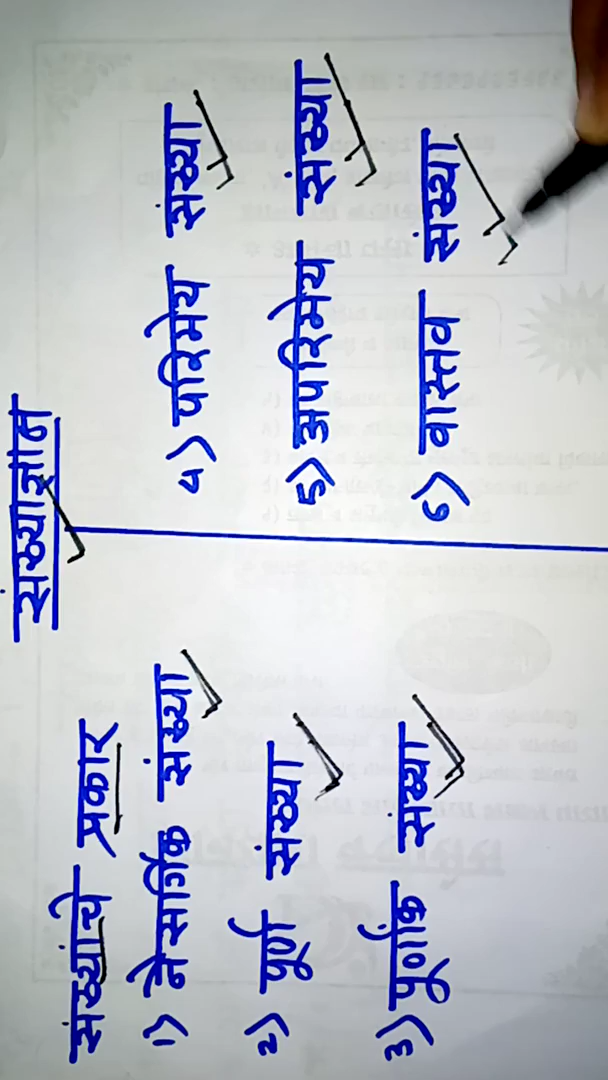 संख्याज्ञान
संख्यांचे प्रकार
१) नैसर्गिक संख्या
२) पूर्ण संख्या
३) पूर्णांक संख्या
४) परिमेय संख्या
५) अपरिमेय संख्या
६) वास्तव संख्या